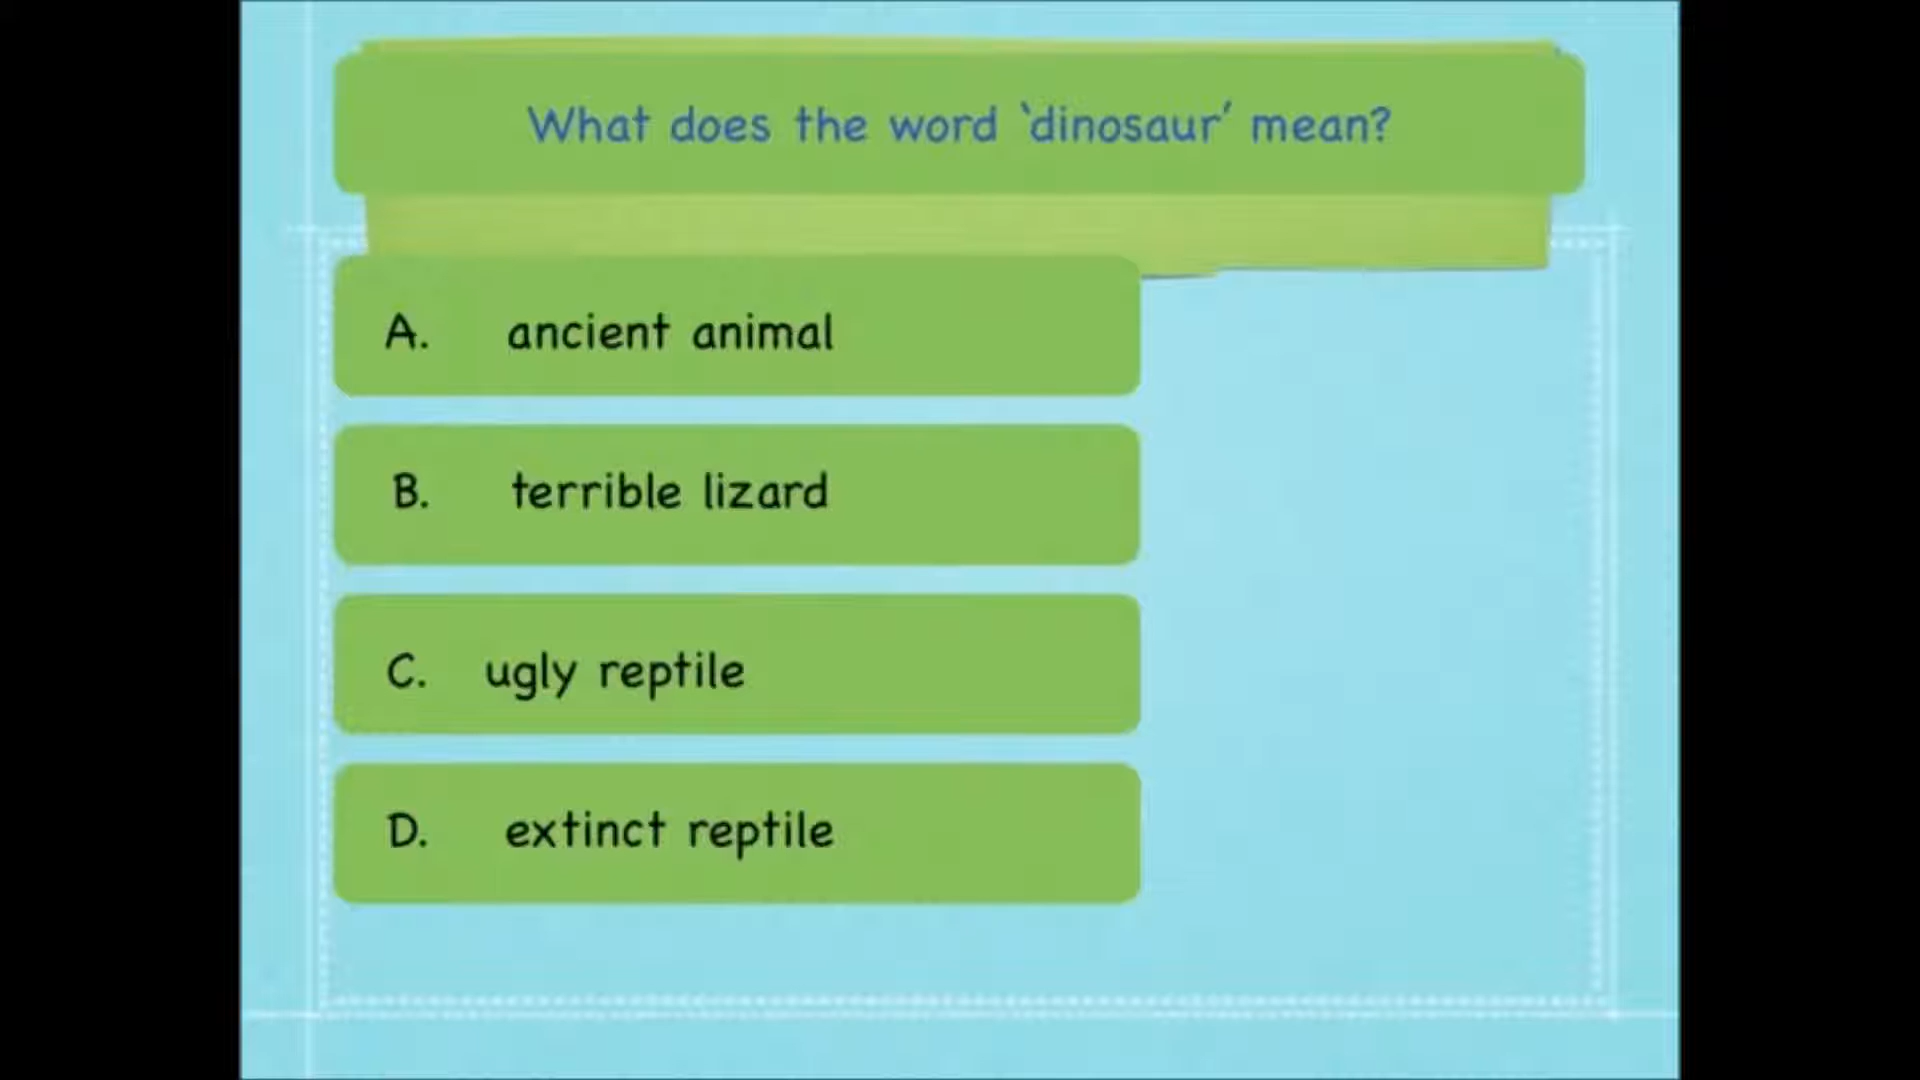 What does the word ‘dinosaur’ mean?
A. ancient animal
B. terrible lizard
C. ugly reptile
D. extinct reptile